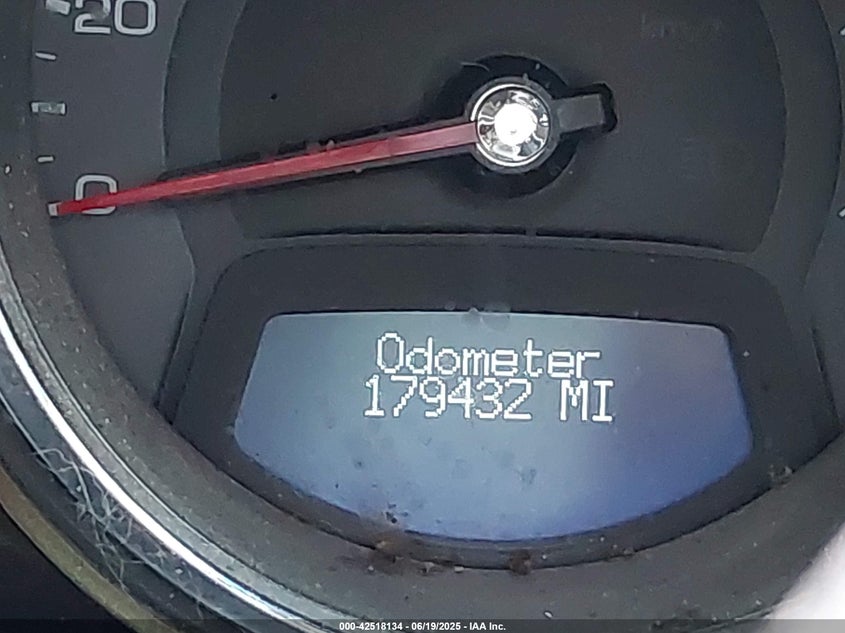 20
0
Odometer
179432 MI
000-42518134 - 06/19/2025 - IAA Inc.